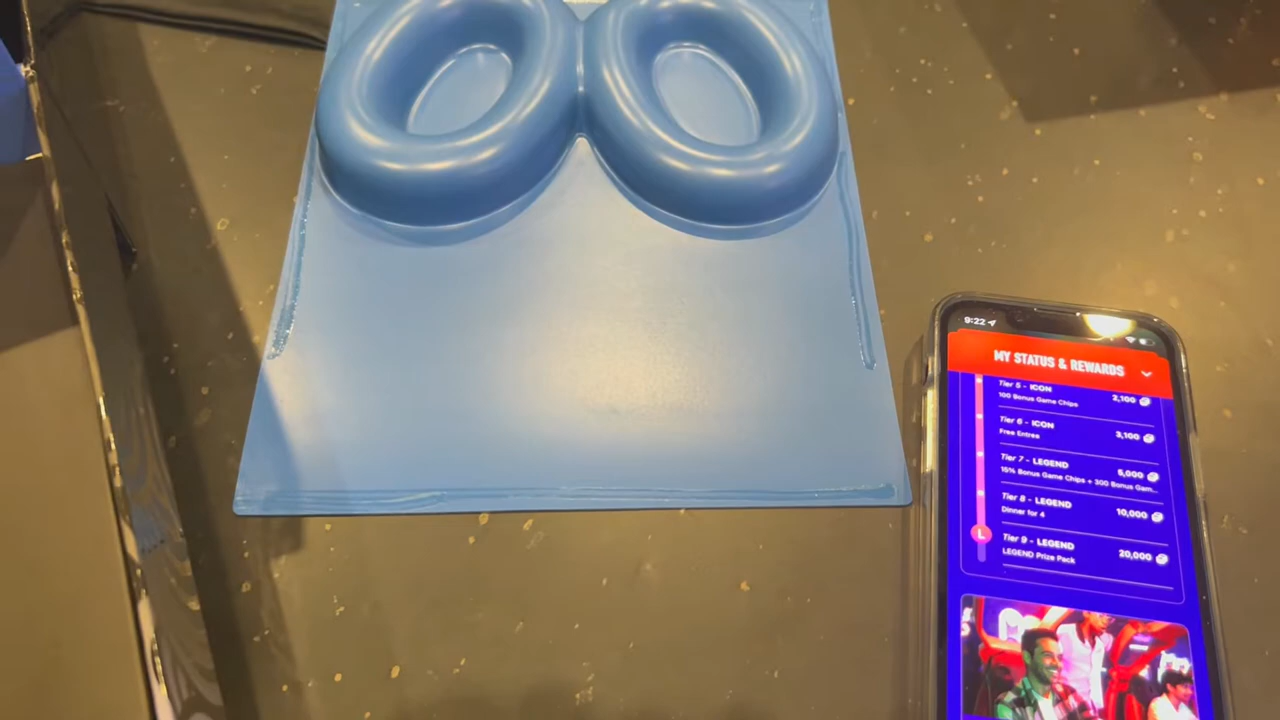 9:22
MY STATUS & REWARDS
Tier 5 - ICON
100 Bonus Game Chips
2,100
Tier 6 - ICON
Free Entree
3,100
Tier 7 - LEGEND
15% Bonus Game Chips + 300 Bonus Gam...
5,000
Tier 8 - LEGEND
Dinner for 4
10,000
L
Tier 9 - LEGEND
LEGEND Prize Pack
20,000